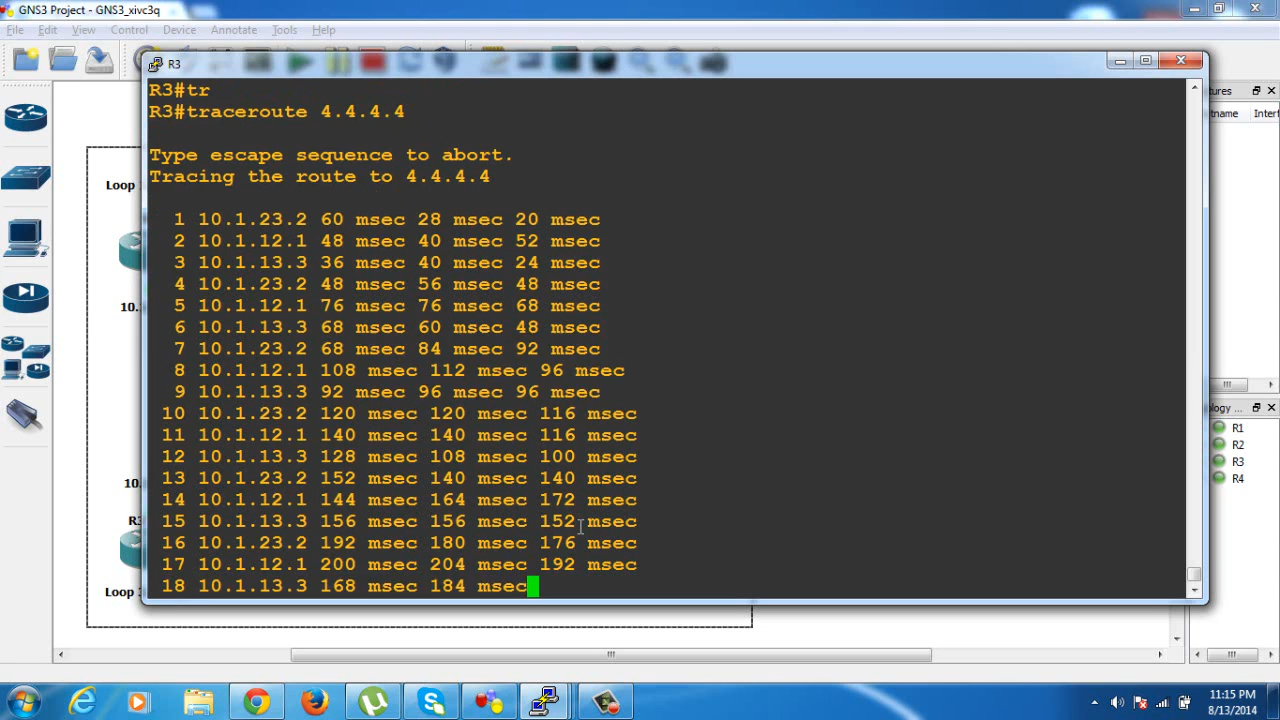 GNS3 Project - GNS3_xivc3q
File Edit View Control Device Annotate Tools Help
R3
R3#tr
R3#traceroute 4.4.4.4
Type escape sequence to abort.
Tracing the route to 4.4.4.4
1 10.1.23.2 60 msec 28 msec 20 msec
2 10.1.12.1 48 msec 40 msec 52 msec
3 10.1.13.3 36 msec 40 msec 24 msec
4 10.1.23.2 48 msec 56 msec 48 msec
5 10.1.12.1 76 msec 76 msec 68 msec
6 10.1.13.3 68 msec 60 msec 48 msec
7 10.1.23.2 68 msec 84 msec 92 msec
8 10.1.12.1 108 msec 112 msec 96 msec
9 10.1.13.3 92 msec 96 msec 96 msec
10 10.1.23.2 120 msec 120 msec 116 msec
11 10.1.12.1 140 msec 140 msec 116 msec
12 10.1.13.3 128 msec 108 msec 100 msec
13 10.1.23.2 152 msec 140 msec 140 msec
14 10.1.12.1 144 msec 164 msec 172 msec
15 10.1.13.3 156 msec 156 msec 152 msec
16 10.1.23.2 192 msec 180 msec 176 msec
17 10.1.12.1 200 msec 204 msec 192 msec
18 10.1.13.3 168 msec 184 msec
Loop
10.
10.
R3
Loop
ures
tname Interf
ology ...
R1
R2
R3
R4
11:15 PM
8/13/2014